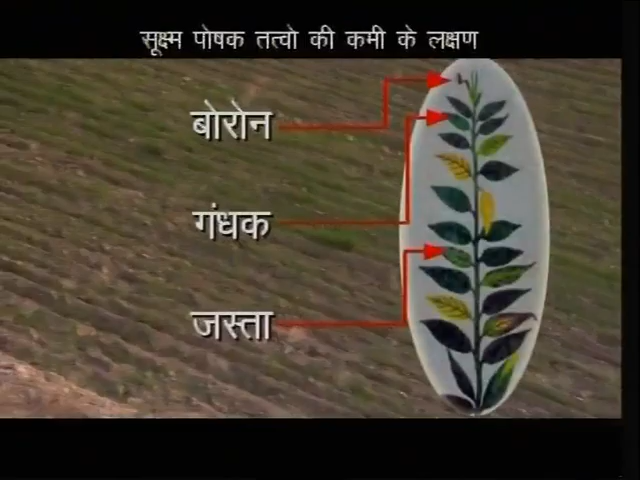 सूक्ष्म पोषक तत्वो की कमी के लक्षण
बोरोन
गंधक
जस्ता